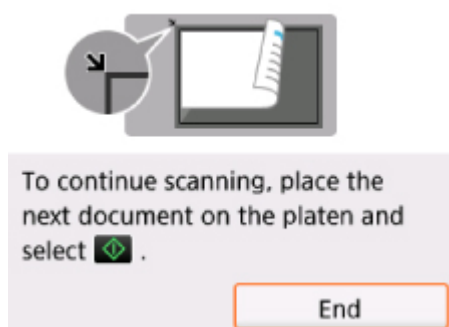 To continue scanning, place the
next document on the platen and
select .
End